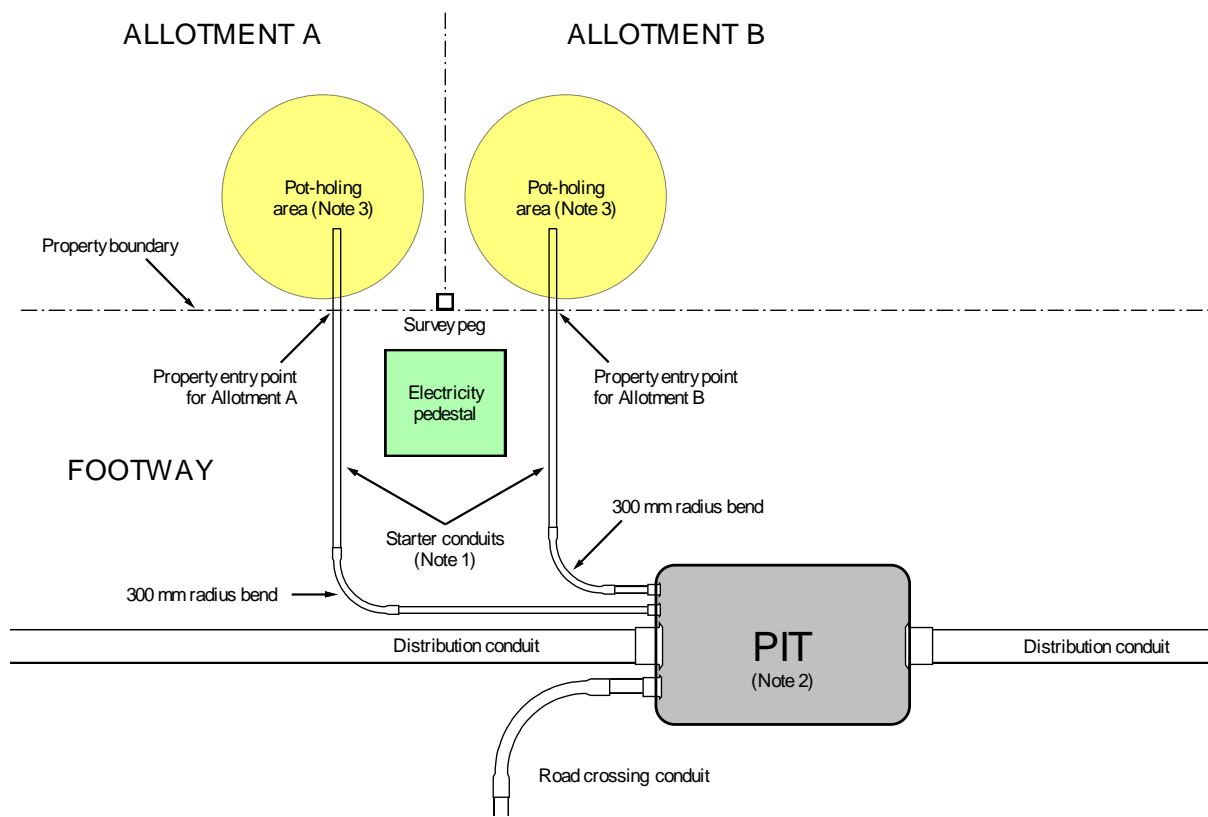 ALLOTMENT A
ALLOTMENT B
Pot-holing
area (Note 3)
Pot-holing
area (Note 3)
Property boundary
Survey peg
Property entry point
for Allotment A
Electricity
pedestal
Property entry point
for Allotment B
FOOTWAY
300 mm radius bend
Starter conduits
(Note 1)
300 mm radius bend
Distribution conduit
PIT
(Note 2)
Distribution conduit
Road crossing conduit